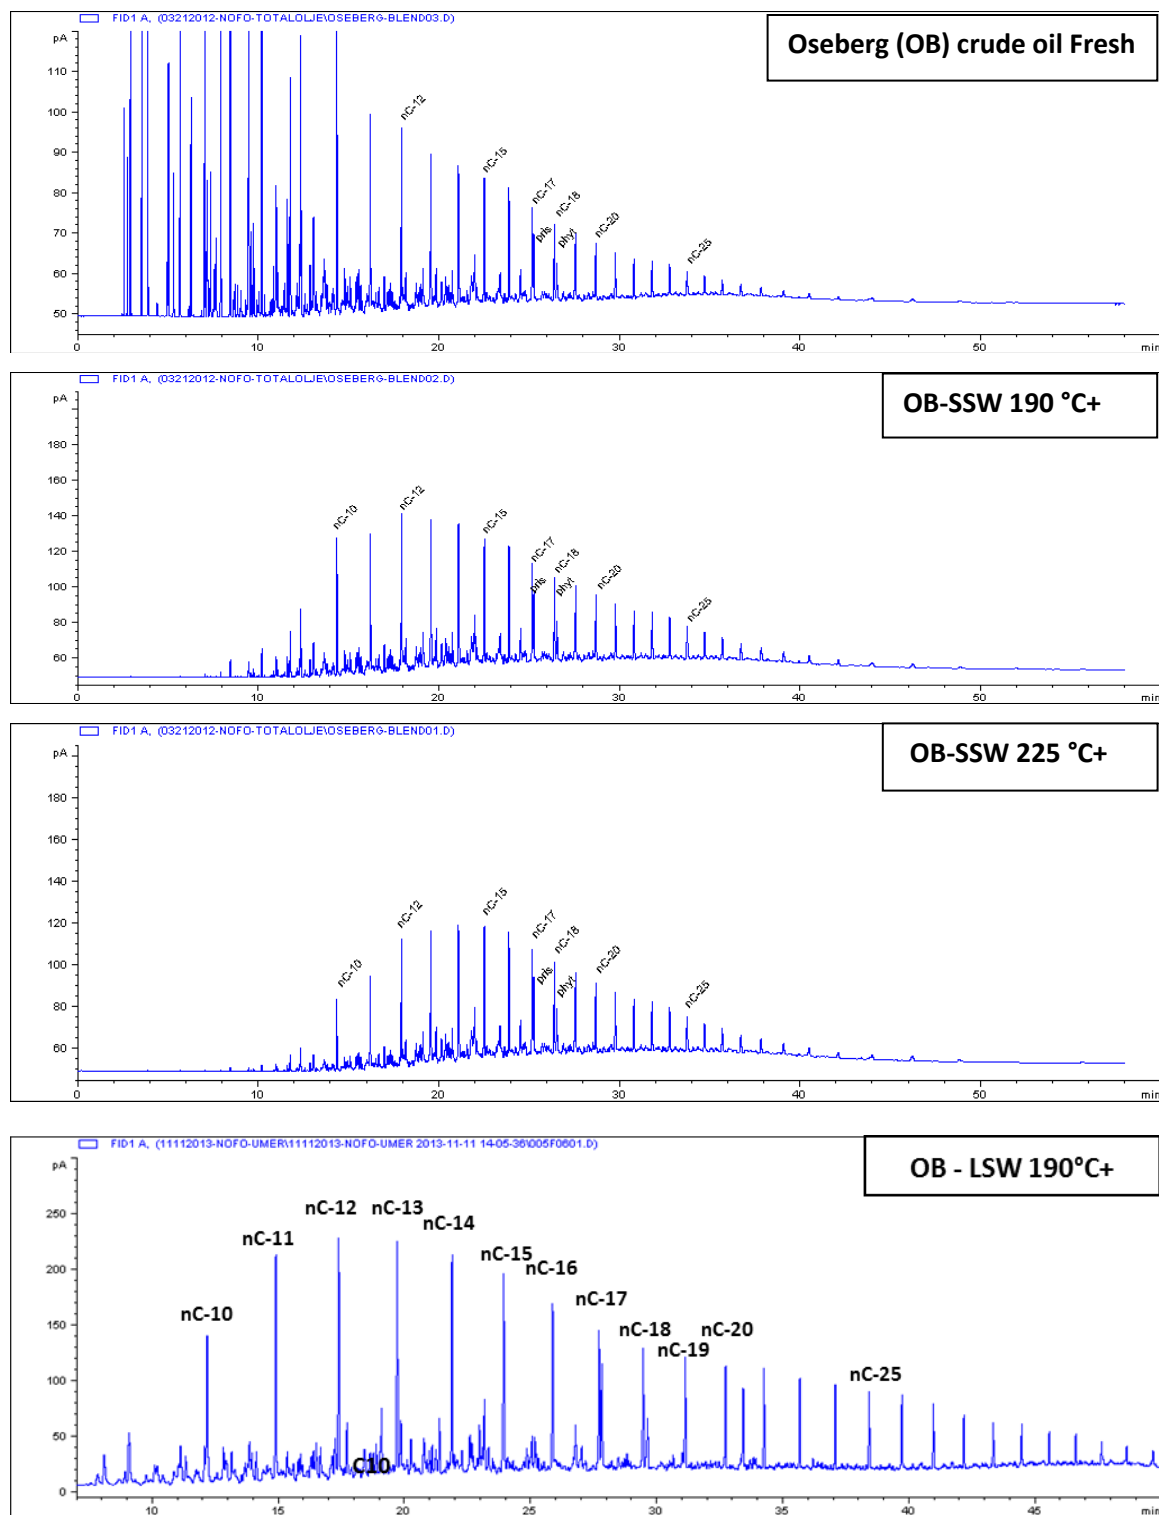 FID1 A, (03212012-NOFO-TOTALOLJE\OSEBERG-BLEND03.D)
pA
Oseberg (OB) crude oil Fresh
110
100
90
80
70
60
50
nC-12
nC-15
nC-17
pris
nC-18
phyt
nC-20
nC-25
0 10 20 30 40 50 min
FID1 A, (03212012-NOFO-TOTALOLJE\OSEBERG-BLEND02.D)
pA
OB-SSW 190 °C+
180
160
140
120
100
80
60
nC-10
nC-12
nC-15
nC-17
pris
nC-18
phyt
nC-20
nC-25
0 10 20 30 40 50 min
FID1 A, (03212012-NOFO-TOTALOLJE\OSEBERG-BLEND01.D)
pA
OB-SSW 225 °C+
180
160
140
120
100
80
60
nC-10
nC-12
nC-15
nC-17
pris
nC-18
phyt
nC-20
nC-25
0 10 20 30 40 50 min
FID1 A, (11112013-NOFO-UMER\11112013-NOFO-UMER 2013-11-11 14-05-36\005F0601.D)
pA
OB - LSW 190°C+
250
200
150
100
50
0
nC-10
nC-11
nC-12
nC-13
nC-14
nC-15
nC-16
nC-17
nC-18
nC-19
nC-20
nC-25
C10
10 15 20 25 30 35 40 45 min